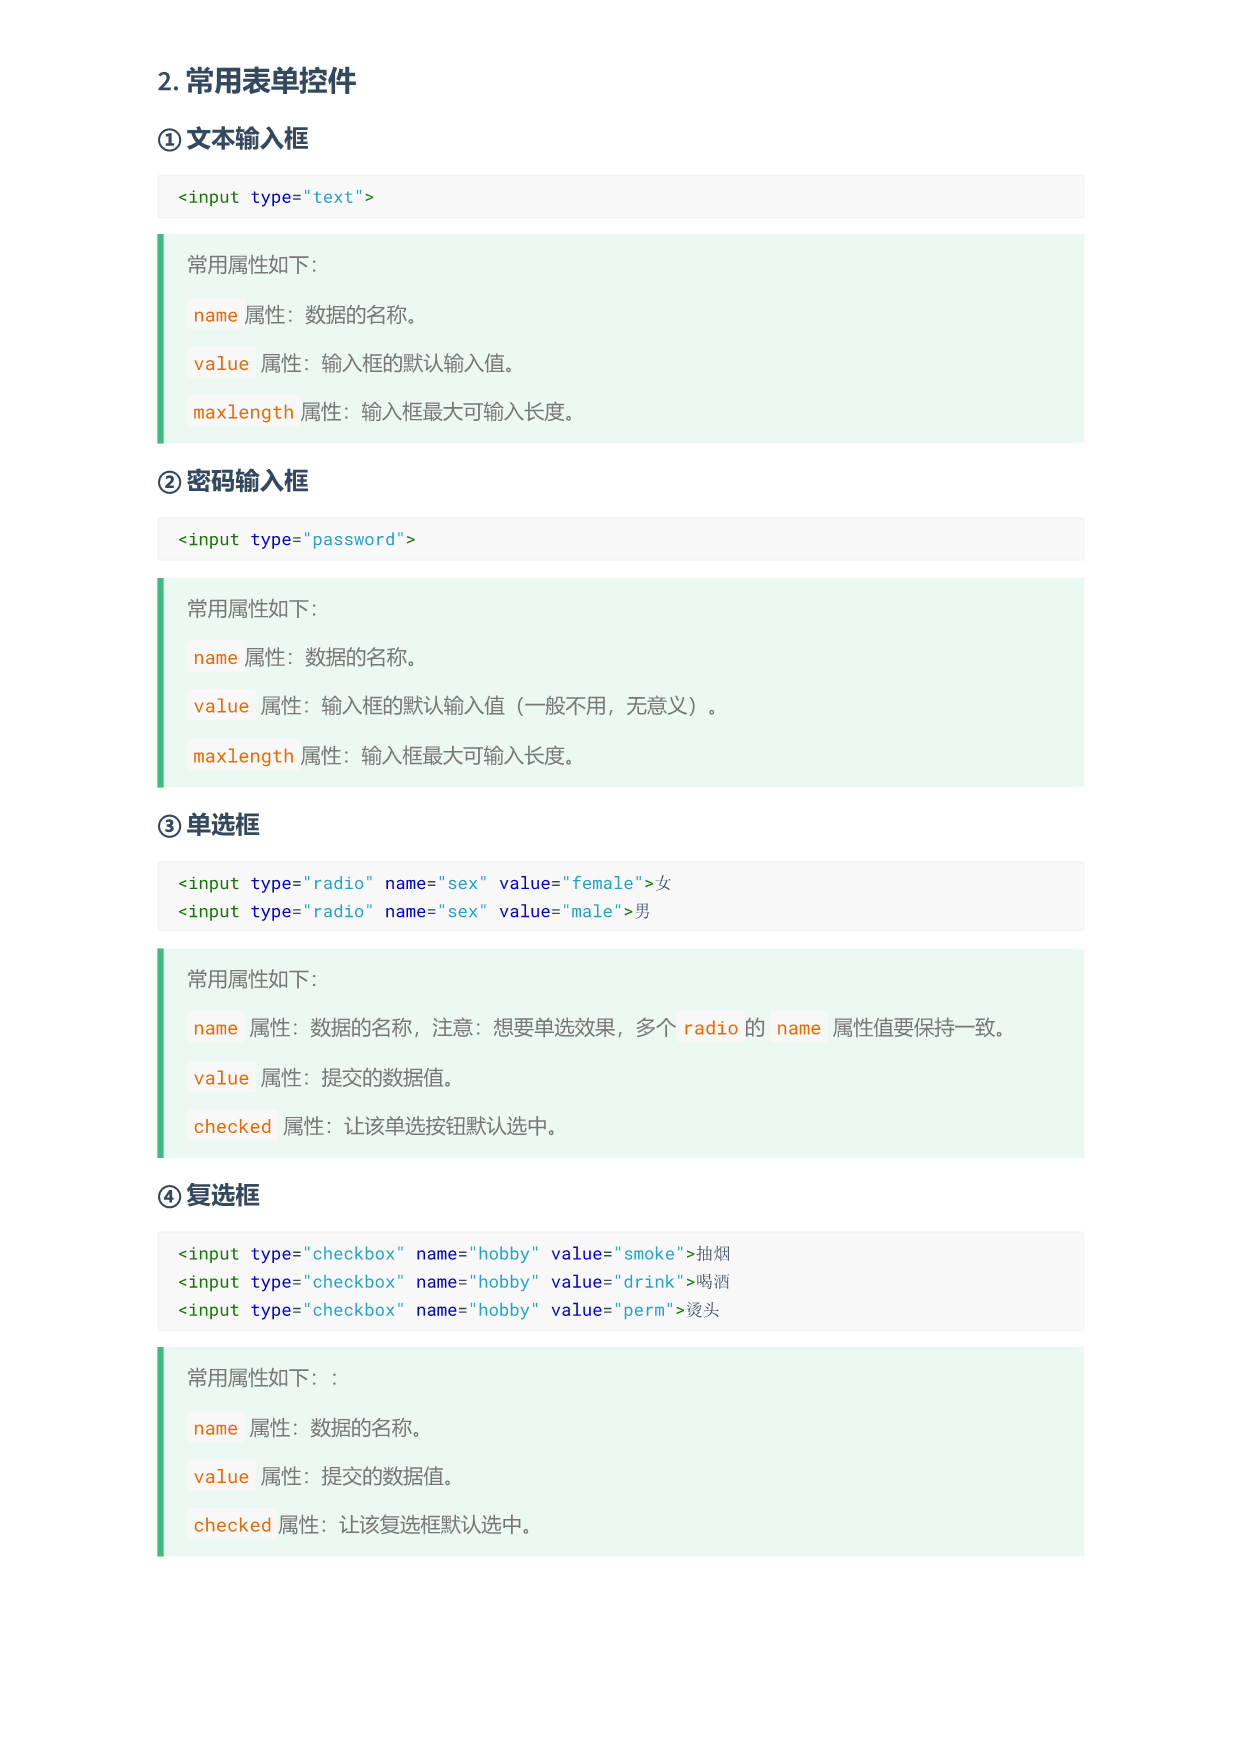 2. 常用表单控件
① 文本输入框
<input type="text">
常用属性如下：
name 属性：数据的名称。
value 属性：输入框的默认输入值。
maxlength 属性：输入框最大可输入长度。
② 密码输入框
<input type="password">
常用属性如下：
name 属性：数据的名称。
value 属性：输入框的默认输入值（一般不用，无意义）。
maxlength 属性：输入框最大可输入长度。
③ 单选框
<input type="radio" name="sex" value="female">女
<input type="radio" name="sex" value="male">男
常用属性如下：
name 属性：数据的名称，注意：想要单选效果，多个 radio 的 name 属性值要保持一致。
value 属性：提交的数据值。
checked 属性：让该单选按钮默认选中。
④ 复选框
<input type="checkbox" name="hobby" value="smoke">抽烟
<input type="checkbox" name="hobby" value="drink">喝酒
<input type="checkbox" name="hobby" value="perm">烫头
常用属性如下：:
name 属性：数据的名称。
value 属性：提交的数据值。
checked 属性：让该复选框默认选中。